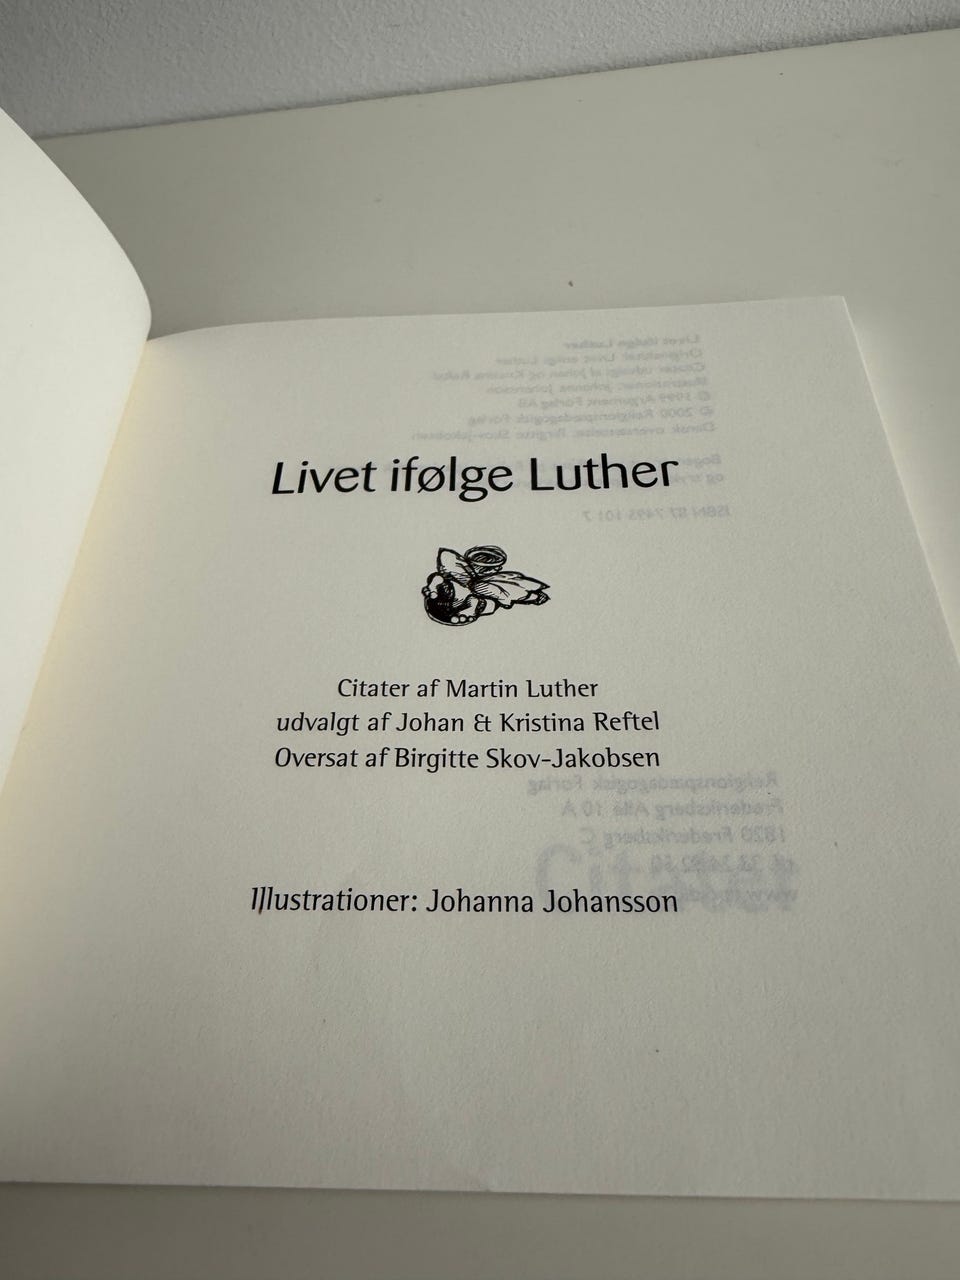 Livet ifølge Luther
Citater af Martin Luther
udvalgt af Johan & Kristina Reftel
Oversat af Birgitte Skov-Jakobsen
Illustrationer: Johanna Johansson